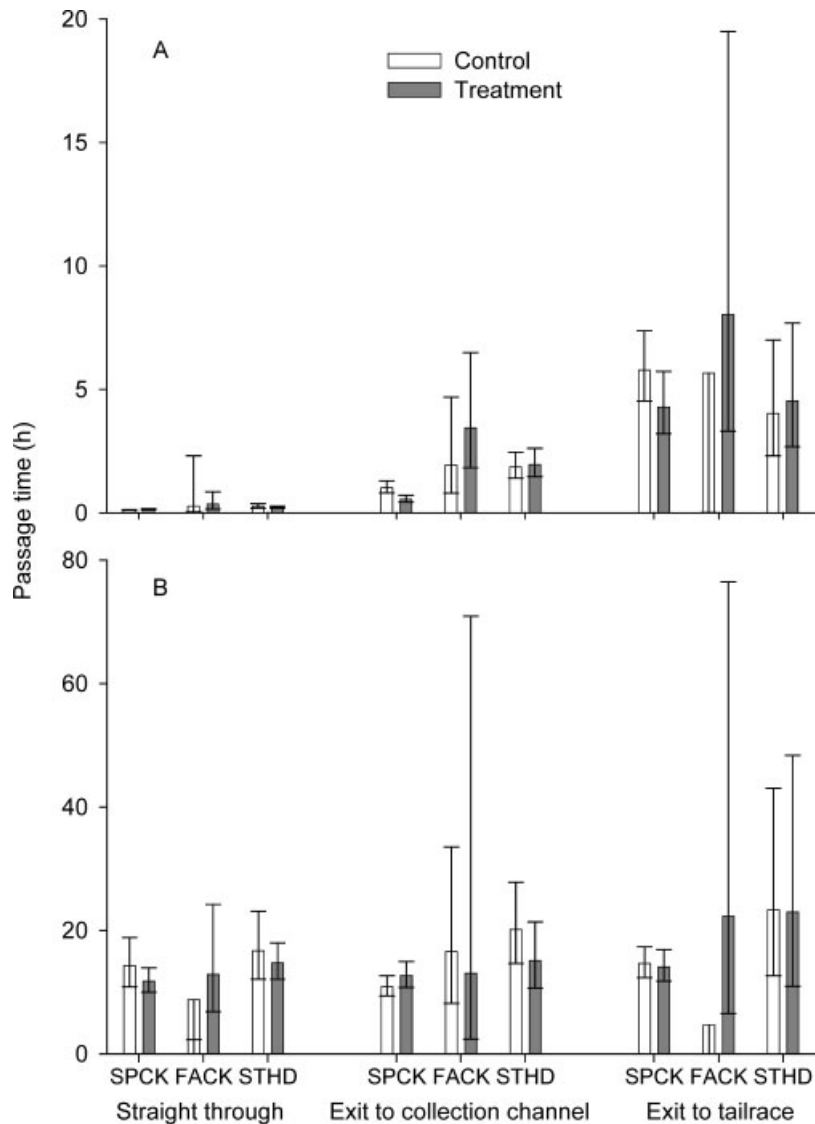 20
A
Control
Treatment
15
10
5
0
Passage time (h)
80
B
60
40
20
0
SPCK FACK STHD SPCK FACK STHD SPCK FACK STHD
Straight through Exit to collection channel Exit to tailrace